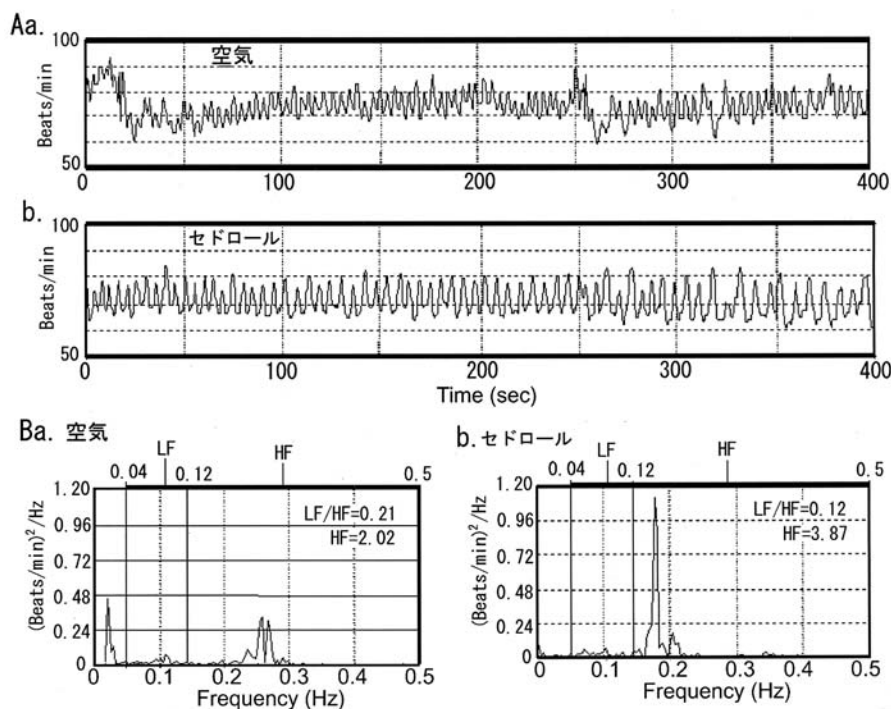 Aa.
100
空気
Beats/min
50
0 100 200 300 400
b.
100
セドロール
Beats/min
50
0 100 200 300 400
Time (sec)
Ba. 空気
LF HF
0.04 0.12 0.5
1.20
LF/HF=0.21
0.96
HF=2.02
0.72
(Beats/min)²/Hz
0.48
0.24
0
0 0.1 0.2 0.3 0.4 0.5
Frequency (Hz)
b. セドロール
LF HF
0.04 0.12 0.5
1.20
LF/HF=0.12
0.96
HF=3.87
0.72
(Beats/min)²/Hz
0.48
0.24
0
0 0.1 0.2 0.3 0.4 0.5
Frequency (Hz)